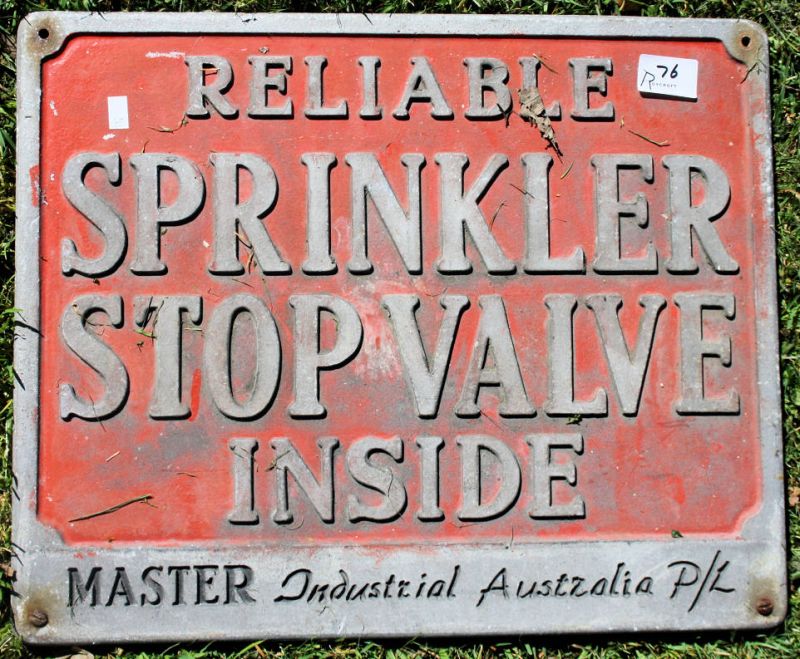 RELIABLE
76
SPRINKLER
STOP VALVE
INSIDE
MASTER Industrial Australia P/L